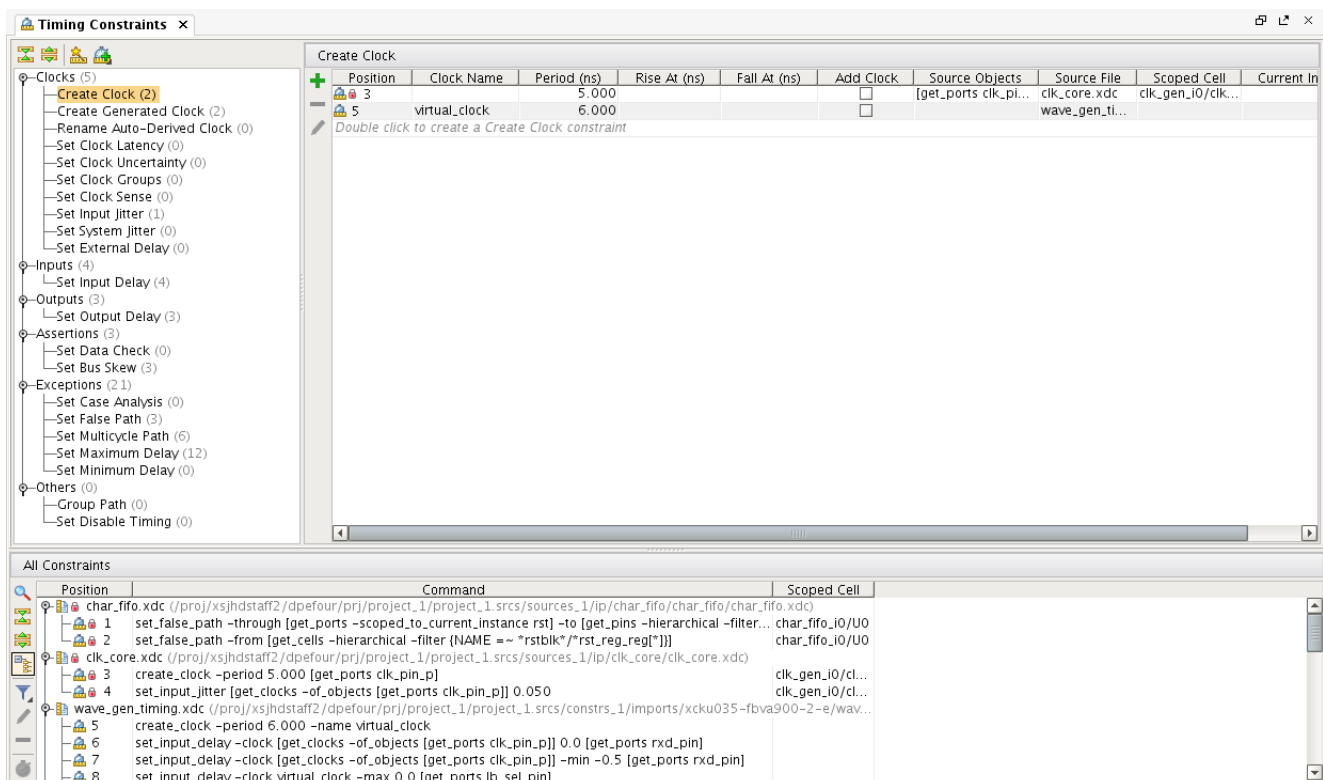 Timing Constraints ×
Clocks (5)
Create Clock (2)
Create Generated Clock (2)
Rename Auto-Derived Clock (0)
Set Clock Latency (0)
Set Clock Uncertainty (0)
Set Clock Groups (0)
Set Clock Sense (0)
Set Input Jitter (1)
Set System Jitter (0)
Set External Delay (0)
Inputs (4)
Set Input Delay (4)
Outputs (3)
Set Output Delay (3)
Assertions (3)
Set Data Check (0)
Set Bus Skew (3)
Exceptions (21)
Set Case Analysis (0)
Set False Path (3)
Set Multicycle Path (6)
Set Maximum Delay (12)
Set Minimum Delay (0)
Others (0)
Group Path (0)
Set Disable Timing (0)
Create Clock
Position Clock Name Period (ns) Rise At (ns) Fall At (ns) Add Clock Source Objects Source File Scoped Cell Current In
3 5.000 [get_ports clk_pi... clk_core.xdc clk_gen_i0/clk...
5 virtual_clock 6.000 wave_gen_ti...
Double click to create a Create Clock constraint
All Constraints
Position Command Scoped Cell
char_fifo.xdc (/proj/xsjhdstaff2/dpefour/prj/project_1/project_1.srcs/sources_1/ip/char_fifo/char_fifo/char_fifo.xdc)
1 set_false_path -through [get_ports -scoped_to_current_instance rst] -to [get_pins -hierarchical -filter... char_fifo_i0/U0
2 set_false_path -from [get_cells -hierarchical -filter {NAME =~ *rstblk*/*rst_reg_reg[*]}] char_fifo_i0/U0
clk_core.xdc (/proj/xsjhdstaff2/dpefour/prj/project_1/project_1.srcs/sources_1/ip/clk_core/clk_core.xdc)
3 create_clock -period 5.000 [get_ports clk_pin_p] clk_gen_i0/cl...
4 set_input_jitter [get_clocks -of_objects [get_ports clk_pin_p]] 0.050 clk_gen_i0/cl...
wave_gen_timing.xdc (/proj/xsjhdstaff2/dpefour/prj/project_1/project_1.srcs/constrs_1/imports/xcku035-fbva900-2-e/wav...
5 create_clock -period 6.000 -name virtual_clock
6 set_input_delay -clock [get_clocks -of_objects [get_ports clk_pin_p]] 0.0 [get_ports rxd_pin]
7 set_input_delay -clock [get_clocks -of_objects [get_ports clk_pin_p]] -min -0.5 [get_ports rxd_pin]
8 set_input_delay -clock virtual_clock -max 0.0 [get_ports lb_sel_pin]